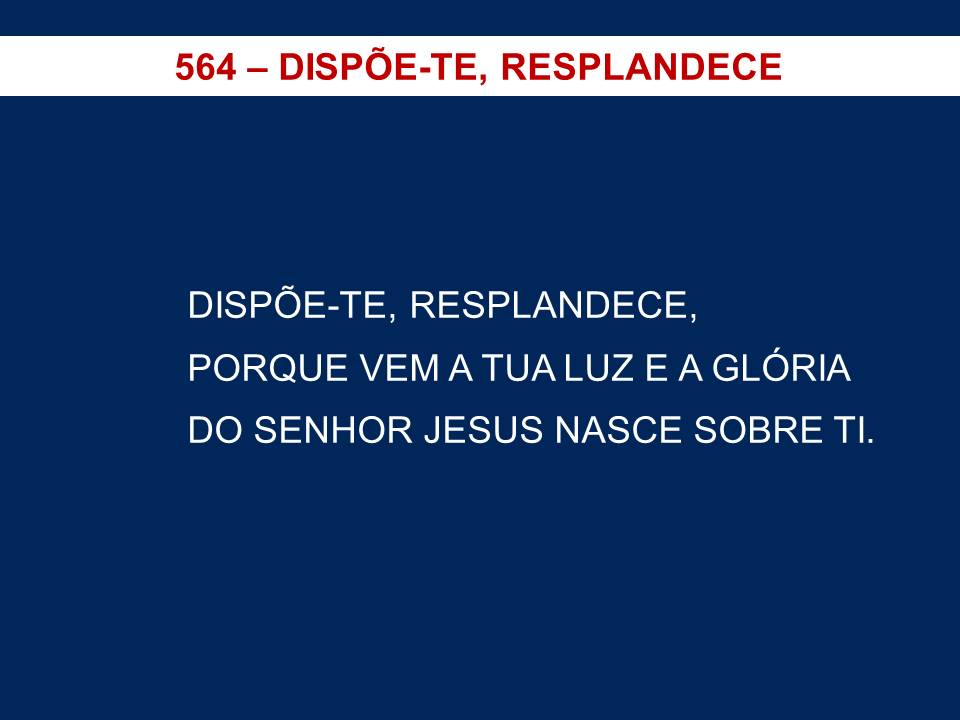 564 – DISPÕE-TE, RESPLANDECE
DISPÕE-TE, RESPLANDECE,
PORQUE VEM A TUA LUZ E A GLÓRIA
DO SENHOR JESUS NASCE SOBRE TI.